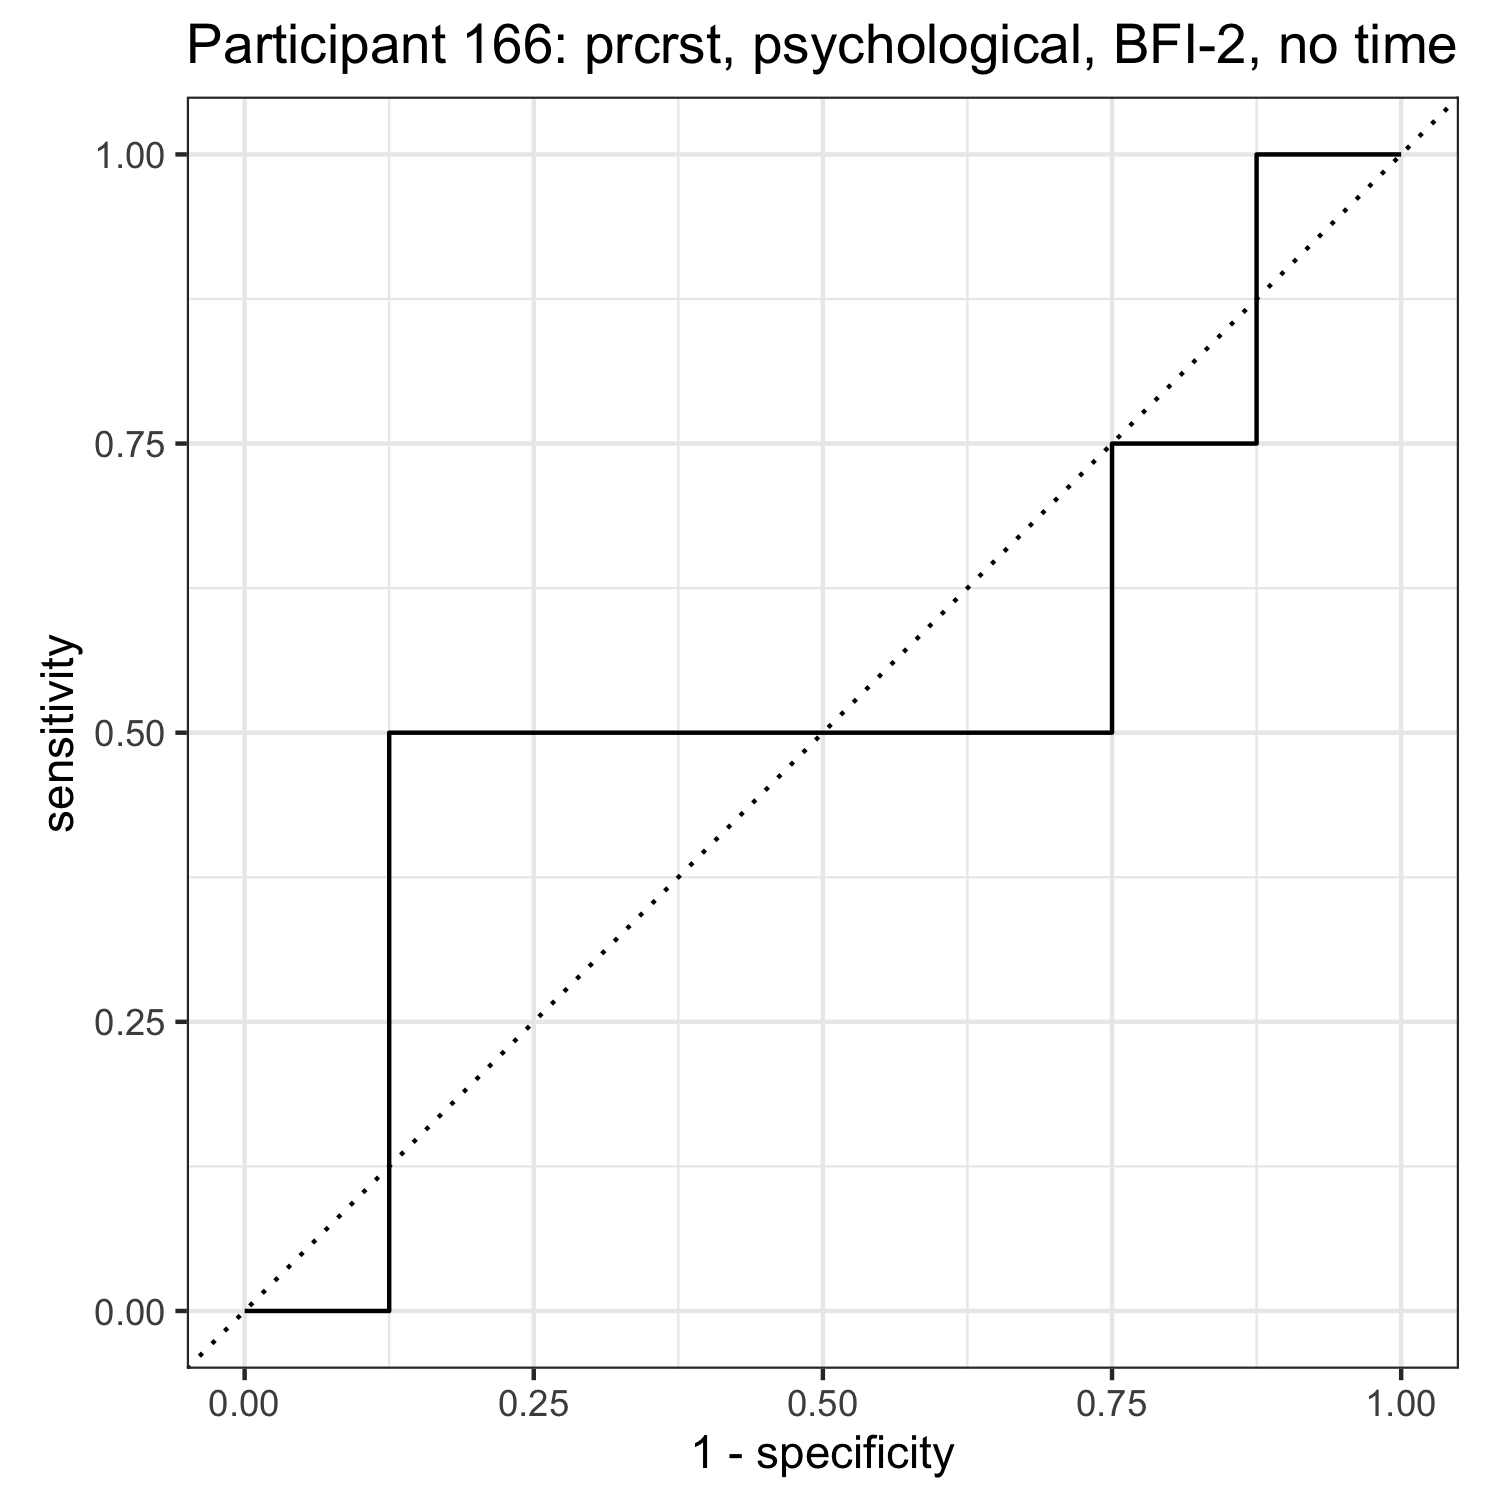 Participant 166: prcrst, psychological, BFI-2, no time
1.00
0.75
0.50
0.25
0.00
sensitivity
0.00 0.25 0.50 0.75 1.00
1 - specificity